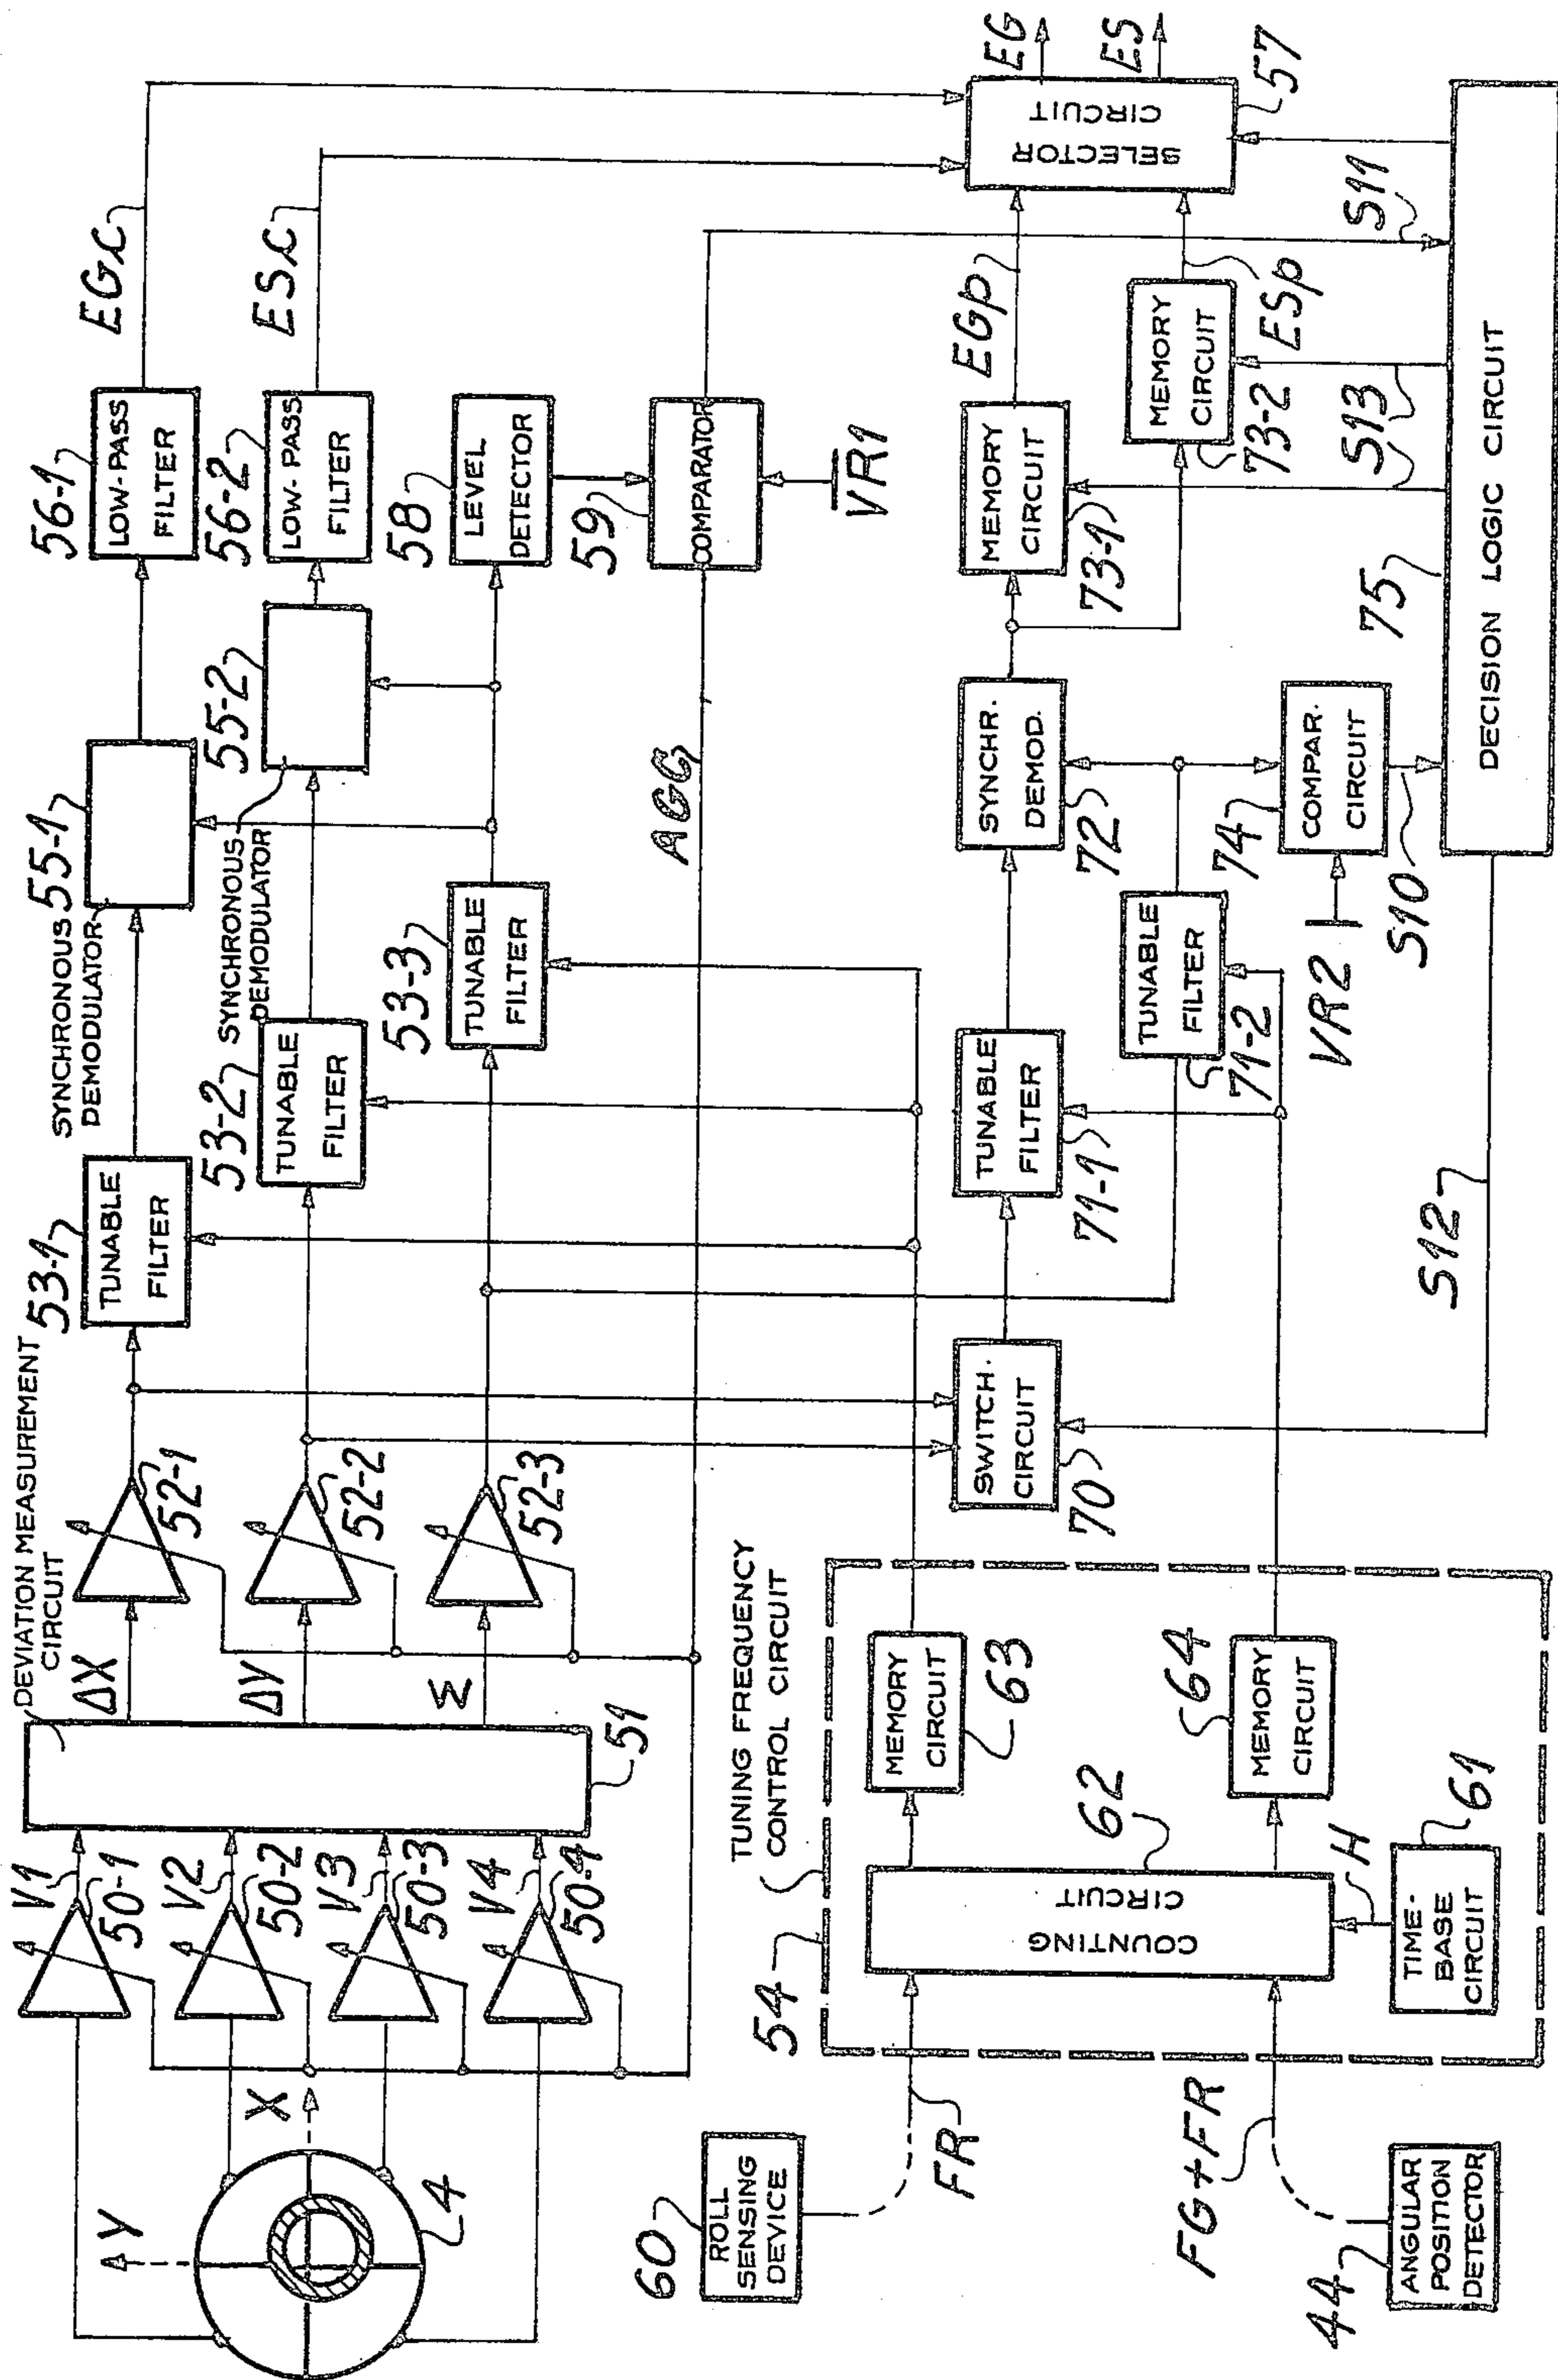 Y
X
4
V1
50-1
V2
50-2
V3
50-3
V4
50-4
DEVIATION MEASUREMENT
CIRCUIT
51
ΔX
ΔY
Σ
52-1
52-2
52-3
53-1
TUNABLE
FILTER
53-2
TUNABLE
FILTER
53-3
TUNABLE
FILTER
SYNCHRONOUS
DEMODULATOR
55-1
SYNCHRONOUS
DEMODULATOR
55-2
56-1
LOW-PASS
FILTER
56-2
LOW-PASS
FILTER
58
LEVEL
DETECTOR
59
COMPARATOR
VR1
AGC
EGc
ESc
60
ROLL
SENSING
DEVICE
FR
44
ANGULAR
POSITION
DETECTOR
FG+FR
54
TUNING FREQUENCY
CONTROL CIRCUIT
COUNTING
CIRCUIT
62
H
TIME-
BASE
CIRCUIT
61
MEMORY
CIRCUIT
63
MEMORY
CIRCUIT
64
SWITCH.
CIRCUIT
70
TUNABLE
FILTER
71-1
TUNABLE
FILTER
71-2
SYNCHR.
DEMOD.
72
COMPAR.
CIRCUIT
74
VR2
S10
S12
MEMORY
CIRCUIT
73-1
MEMORY
CIRCUIT
73-2
EGp
ESp
S13
S11
SELECTOR
CIRCUIT
57
EG
ES
DECISION LOGIC CIRCUIT
75